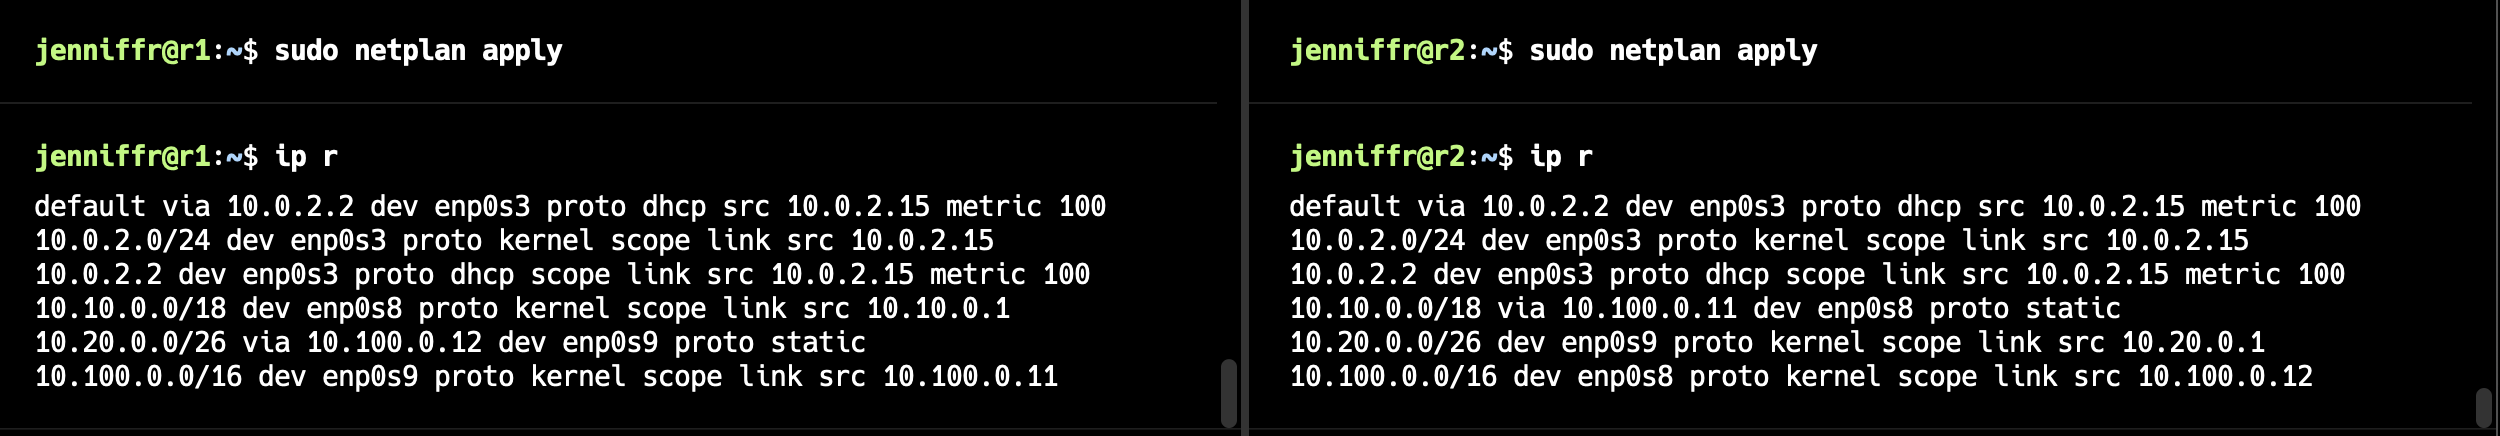 jenniffr@r1:~$ sudo netplan apply
jenniffr@r1:~$ ip r
default via 10.0.2.2 dev enp0s3 proto dhcp src 10.0.2.15 metric 100
10.0.2.0/24 dev enp0s3 proto kernel scope link src 10.0.2.15
10.0.2.2 dev enp0s3 proto dhcp scope link src 10.0.2.15 metric 100
10.10.0.0/18 dev enp0s8 proto kernel scope link src 10.10.0.1
10.20.0.0/26 via 10.100.0.12 dev enp0s9 proto static
10.100.0.0/16 dev enp0s9 proto kernel scope link src 10.100.0.11
jenniffr@r2:~$ sudo netplan apply
jenniffr@r2:~$ ip r
default via 10.0.2.2 dev enp0s3 proto dhcp src 10.0.2.15 metric 100
10.0.2.0/24 dev enp0s3 proto kernel scope link src 10.0.2.15
10.0.2.2 dev enp0s3 proto dhcp scope link src 10.0.2.15 metric 100
10.10.0.0/18 via 10.100.0.11 dev enp0s8 proto static
10.20.0.0/26 dev enp0s9 proto kernel scope link src 10.20.0.1
10.100.0.0/16 dev enp0s8 proto kernel scope link src 10.100.0.12